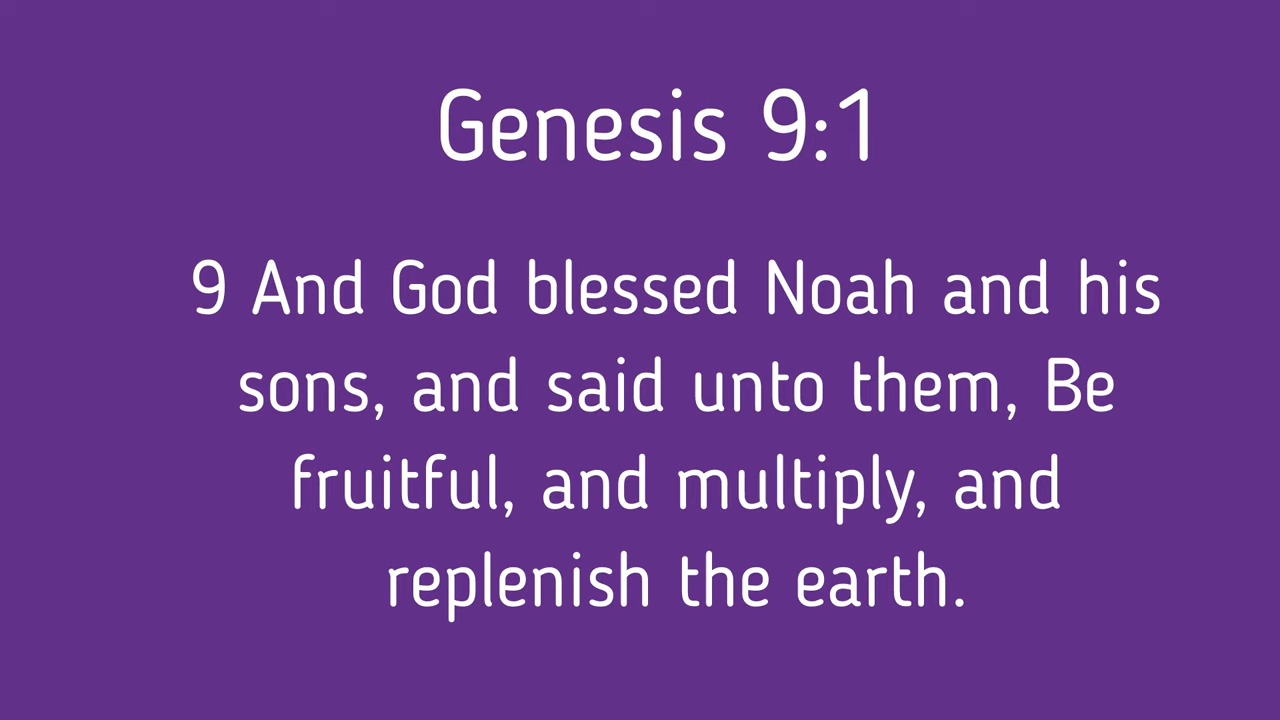 Genesis 9:1
9 And God blessed Noah and his
sons, and said unto them, Be
fruitful, and multiply, and
replenish the earth.